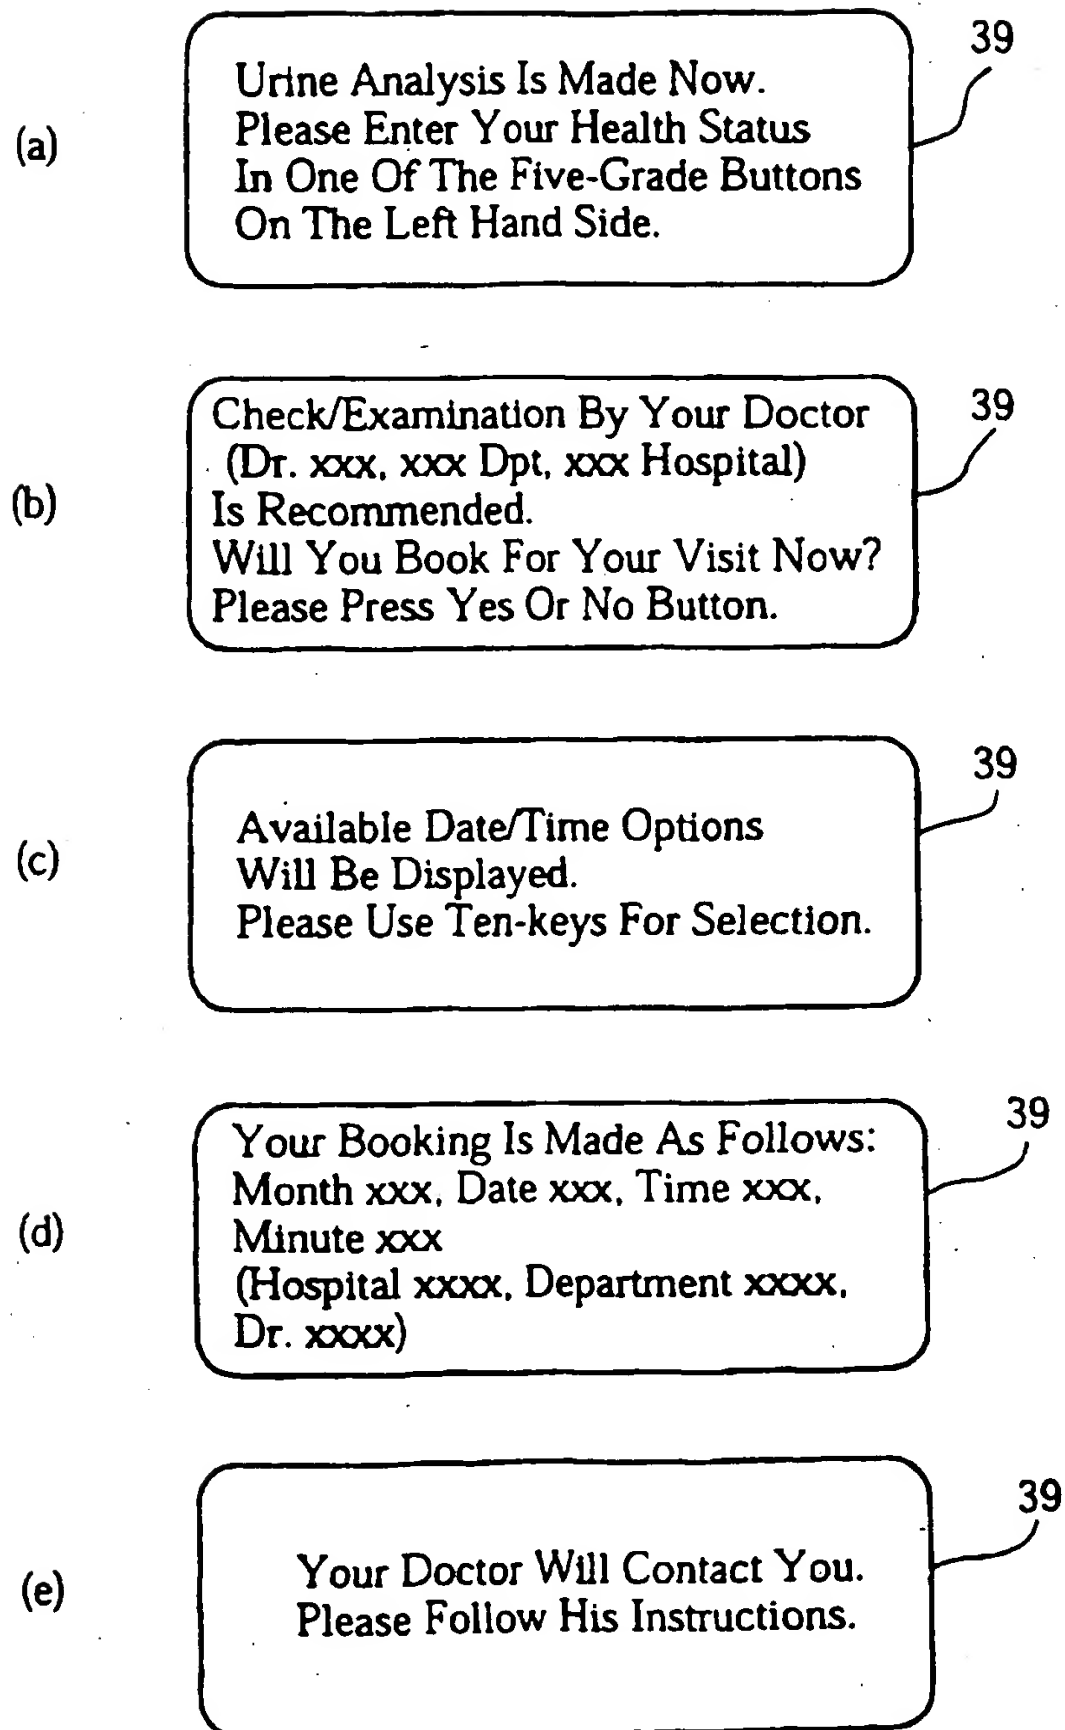 39
Urine Analysis Is Made Now.
(a)
Please Enter Your Health Status
In One Of The Five-Grade Buttons
On The Left Hand Side.
39
Check/Examination By Your Doctor
(Dr. xxx, xxx Dpt, xxx Hospital)
(b)
Is Recommended.
Will You Book For Your Visit Now?
Please Press Yes Or No Button.
39
Available Date/Time Options
(c)
Will Be Displayed.
Please Use Ten-keys For Selection.
39
Your Booking Is Made As Follows:
Month xxx, Date xxx, Time xxx,
(d)
Minute xxx
(Hospital xxxx, Department xxxx,
Dr. xxxx)
39
(e)
Your Doctor Will Contact You.
Please Follow His Instructions.